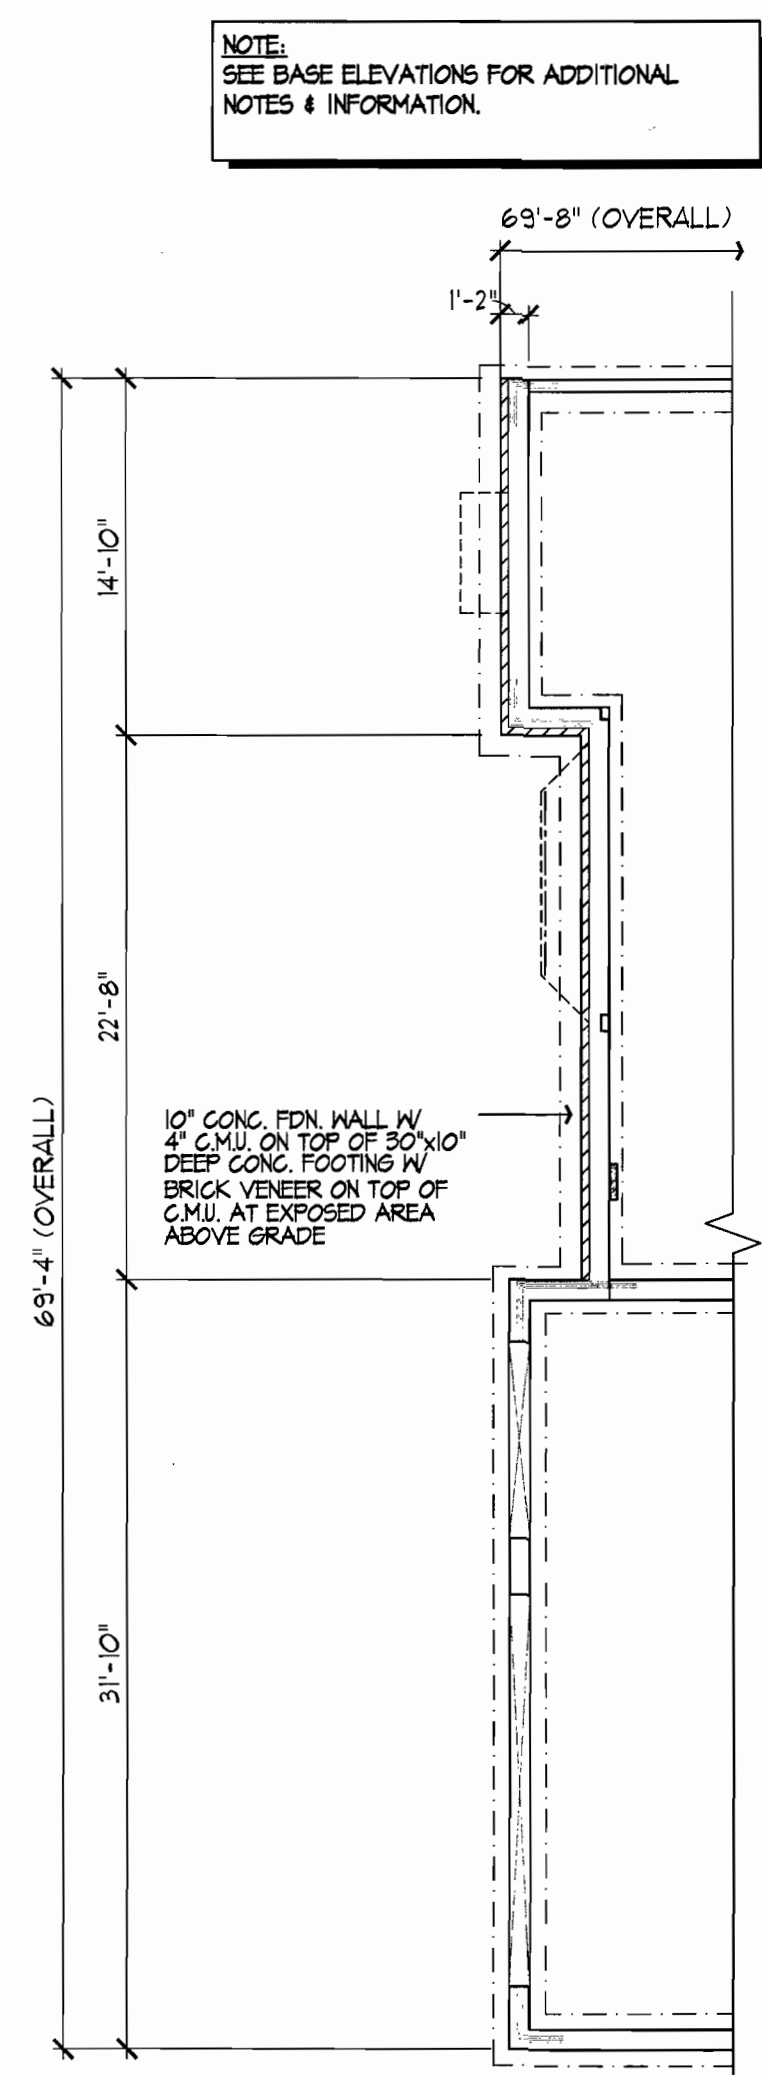 NOTE:
SEE BASE ELEVATIONS FOR ADDITIONAL
NOTES & INFORMATION.
69'-8" (OVERALL)
1'-2"
14'-10"
22'-8"
69'-4" (OVERALL)
10" CONC. FDN. WALL W/
4" C.M.U. ON TOP OF 30"x10"
DEEP CONC. FOOTING W/
BRICK VENEER ON TOP OF
C.M.U. AT EXPOSED AREA
ABOVE GRADE
31'-10"